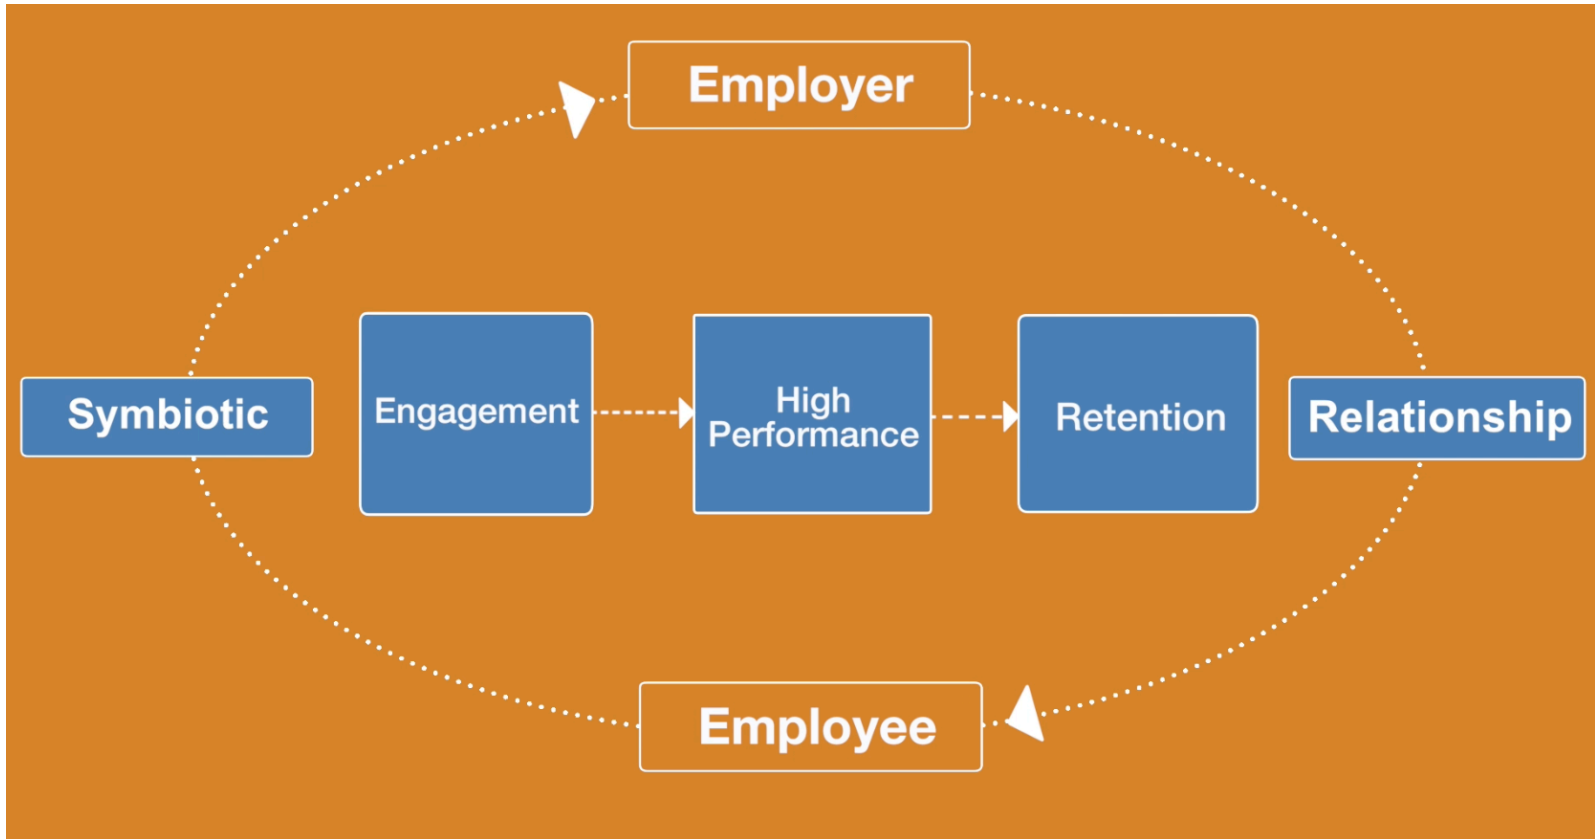 Employer
Symbiotic
Engagement
High
Performance
Retention
Relationship
Employee